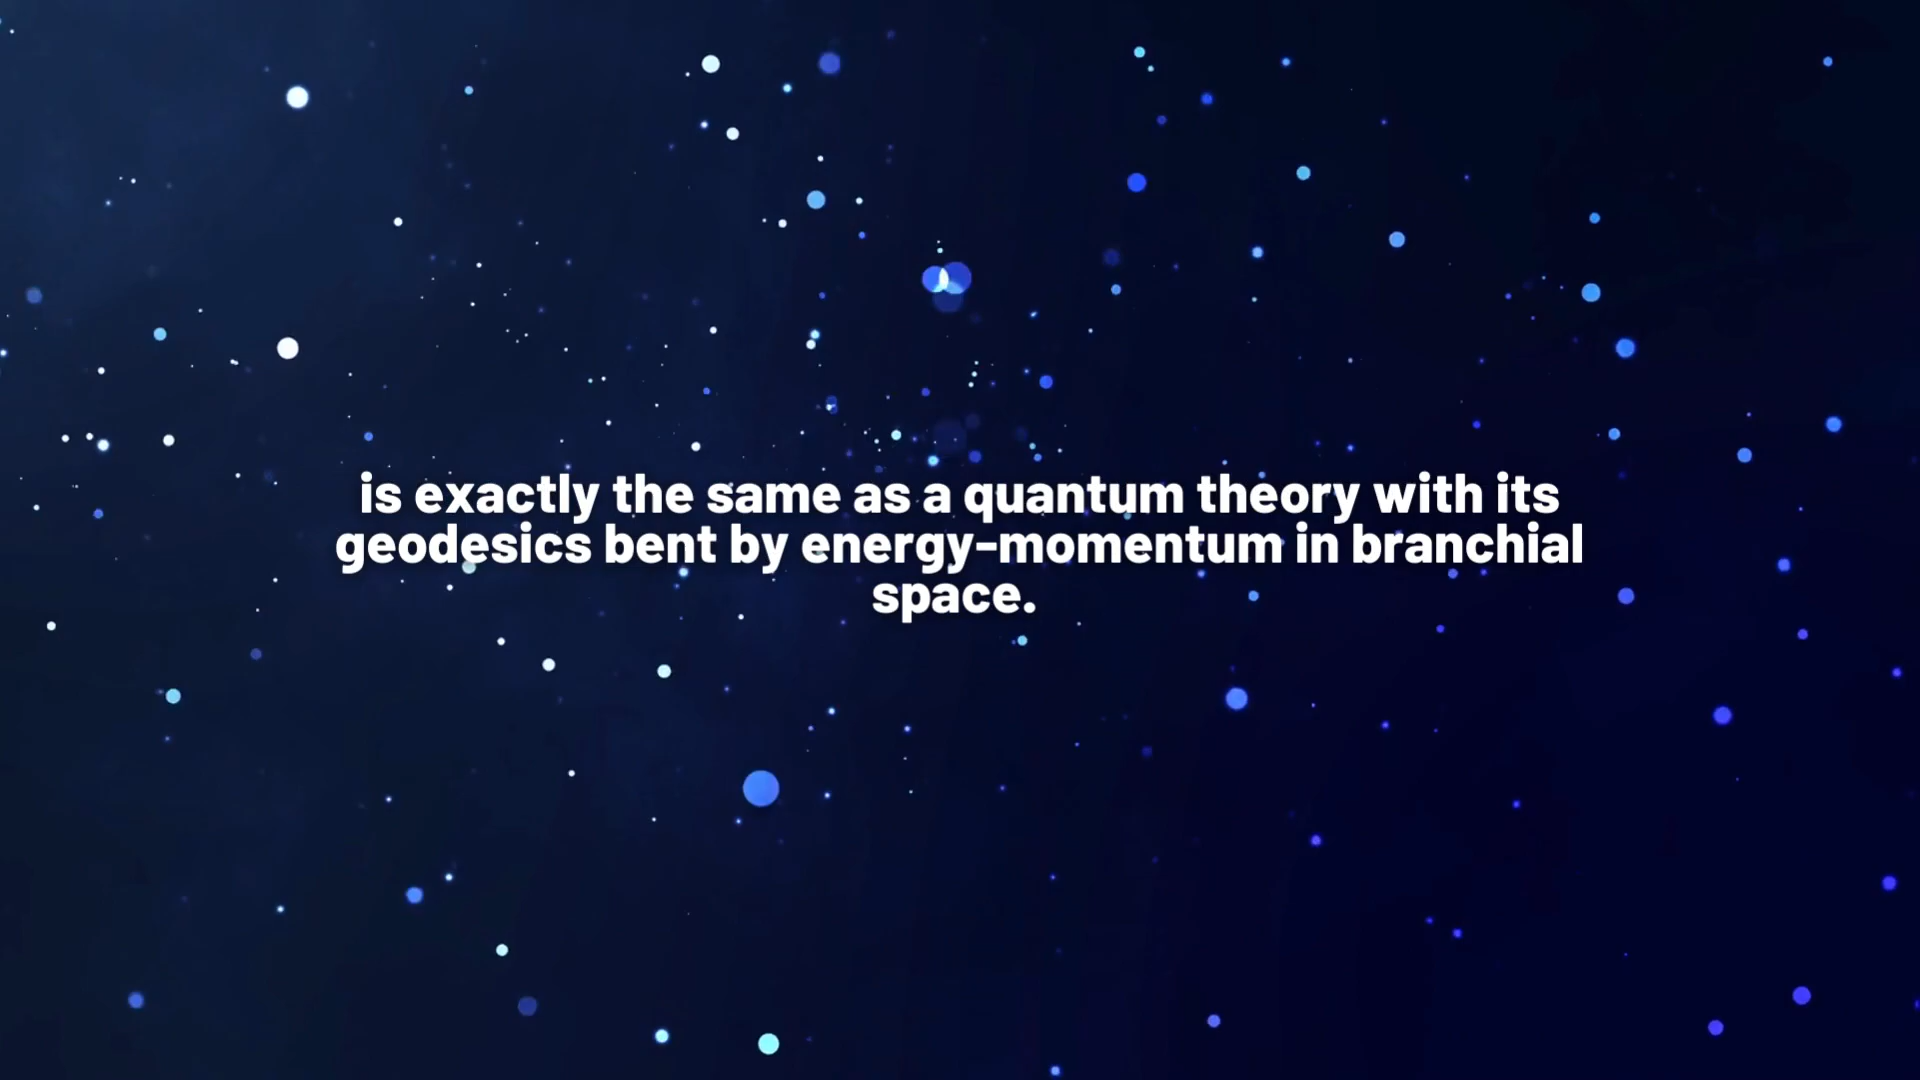 is exactly the same as a quantum theory with its
geodesics bent by energy-momentum in branchial
space.